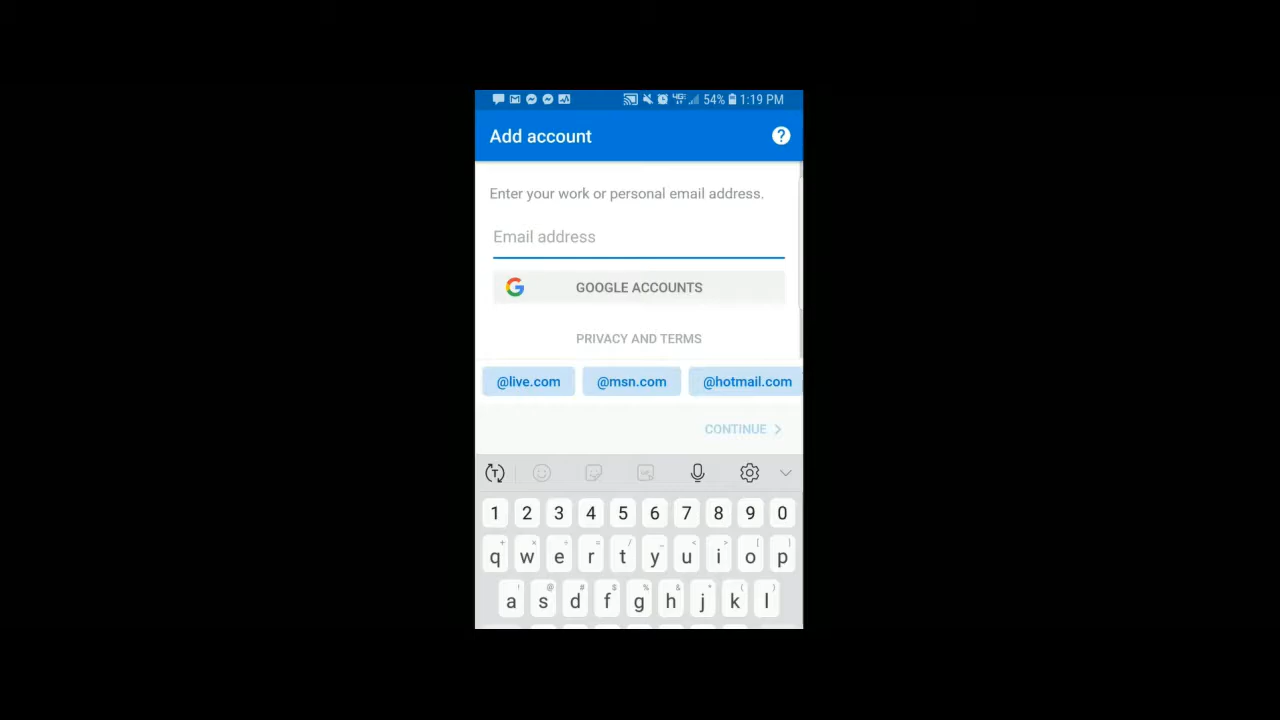 54% 1:19 PM
Add account ?
Enter your work or personal email address.
Email address
GOOGLE ACCOUNTS
PRIVACY AND TERMS
@live.com @msn.com @hotmail.com
CONTINUE >
1 2 3 4 5 6 7 8 9 0
q w e r t y u i o p
a s d f g h j k l